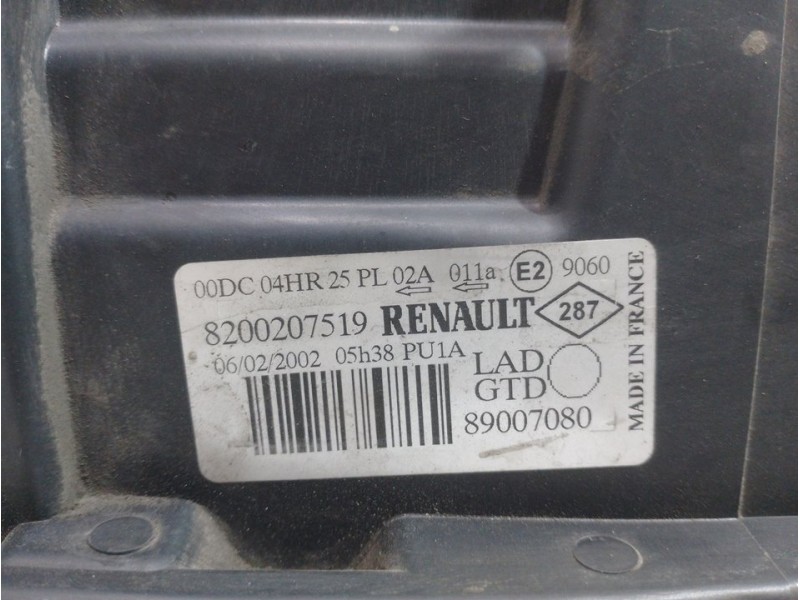 00DC 04HR 25 PL 02A 011a E2 9060
8200207519 RENAULT 287
06/02/2002 05h38 PU1A
LAD
GTD
89007080
MADE IN FRANCE